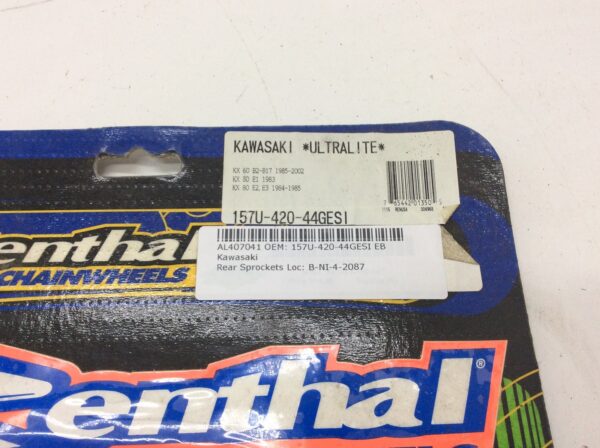 KAWASAKI *ULTRALITE*
KX 60 B2-B17 1985-2002
KX 80 E1 1983
KX 80 E2,E3 1984-1985
157U-420-44GESI
AL407041 OEM: 157U-420-44GESI EB
Kawasaki
Rear Sprockets Loc: B-NI-4-2087
enthal
CHAINWHEELS
enthal®